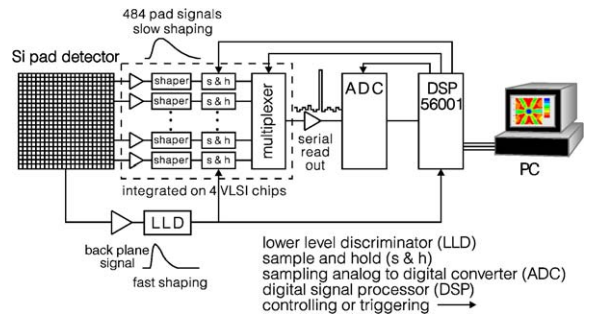 484 pad signals
slow shaping
Si pad detector
shaper
s & h
shaper
s & h
shaper
s & h
shaper
s & h
multiplexer
serial
read
out
ADC
DSP
56001
PC
integrated on 4 VLSI chips
LLD
back plane
signal
fast shaping
lower level discriminator (LLD)
sample and hold (s & h)
sampling analog to digital converter (ADC)
digital signal processor (DSP)
controlling or triggering